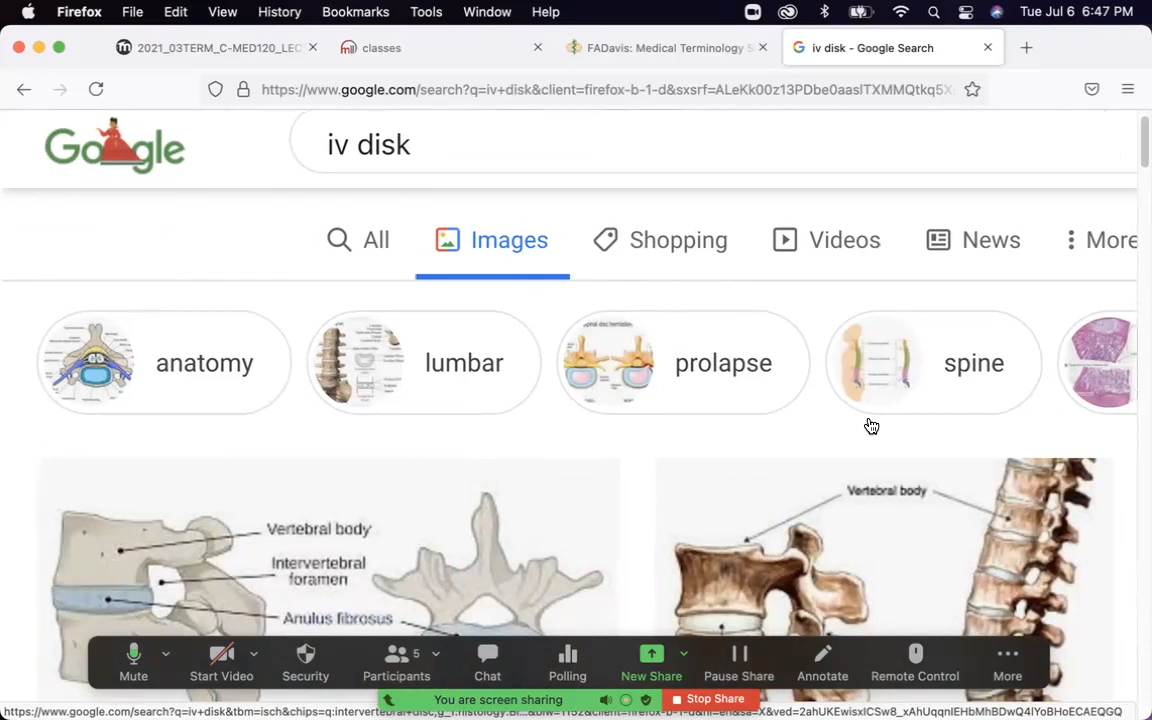 Firefox File Edit View History Bookmarks Tools Window Help Tue Jul 6 6:47 PM
2021_03TERM_C-MED120_LEC classes FADavis: Medical Terminology S iv disk - Google Search
https://www.google.com/search?q=iv+disk&client=firefox-b-1-d&sxsrf=
Google iv disk
All Images Shopping Videos News More
anatomy lumbar prolapse spine
Vertebral body
Intervertebral
foramen
Anulus fibrosus
Vertebral body
Mute Start Video Security Participants 5 Chat Polling New Share Pause Share Annotate Remote Control More
You are screen sharing Stop Share